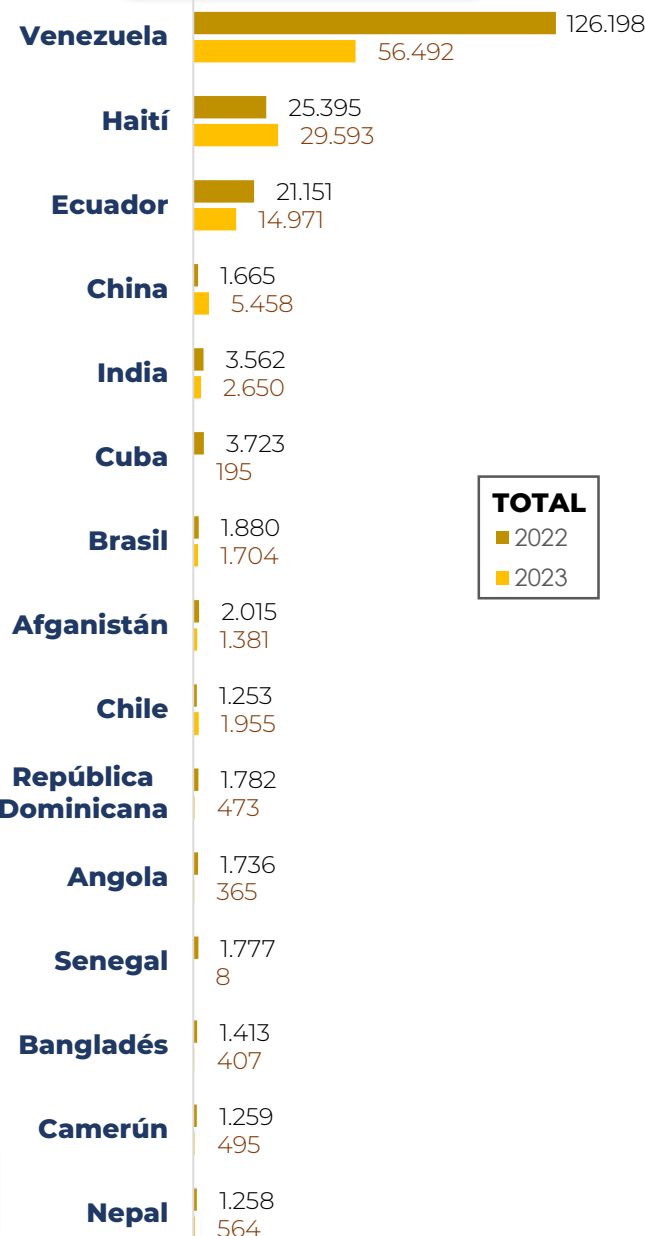 Venezuela
126.198
56.492
Haití
25.395
29.593
Ecuador
21.151
14.971
China
1.665
5.458
India
3.562
2.650
Cuba
3.723
195
TOTAL
2022
2023
Brasil
1.880
1.704
Afganistán
2.015
1.381
Chile
1.253
1.955
República
Dominicana
1.782
473
Angola
1.736
365
Senegal
1.777
8
Bangladés
1.413
407
Camerún
1.259
495
Nepal
1.258
564